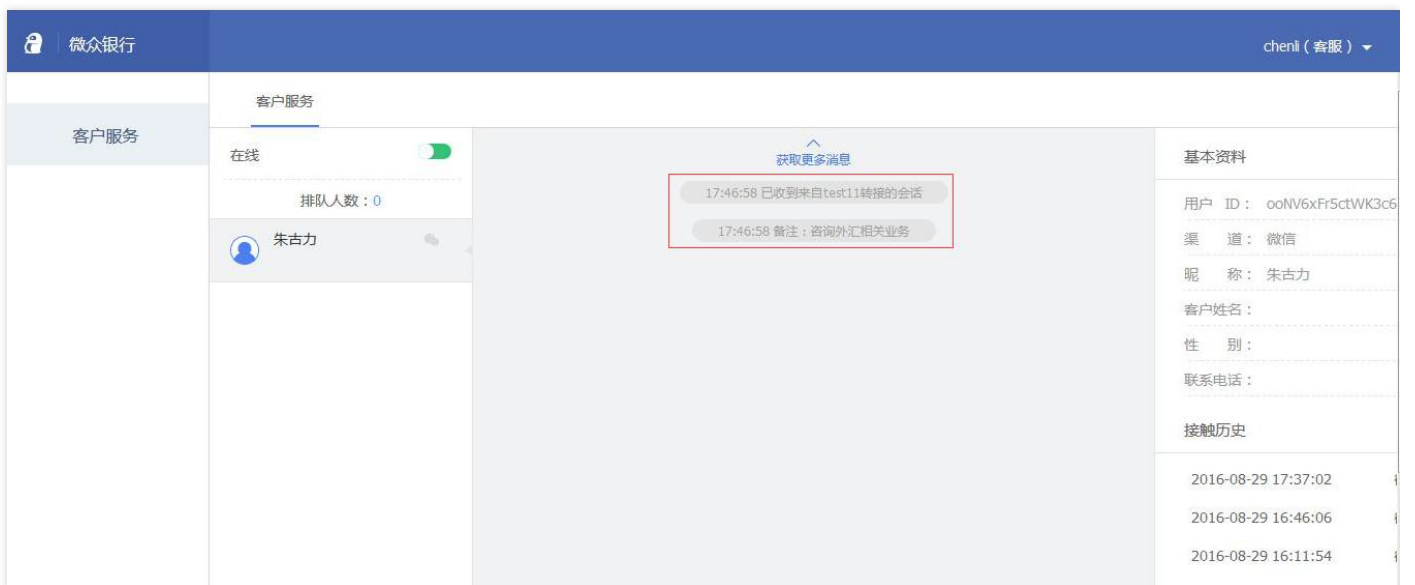 微众银行
chenli（客服）
客户服务
客户服务
在线
排队人数：0
朱古力
获取更多消息
17:46:58 已收到来自test11转接的会话
17:46:58 备注：咨询外汇相关业务
基本资料
用户 ID： ooNV6xFr5ctWK3c6
渠 道： 微信
昵 称： 朱古力
客户姓名：
性 别：
联系电话：
接触历史
2016-08-29 17:37:02
2016-08-29 16:46:06
2016-08-29 16:11:54